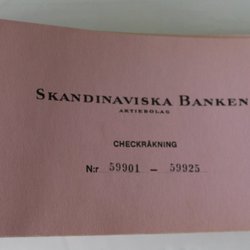 SKANDINAVISKA BANKEN
AKTIEBOLAG
CHECKRÄKNING
N:r 59901 — 59925